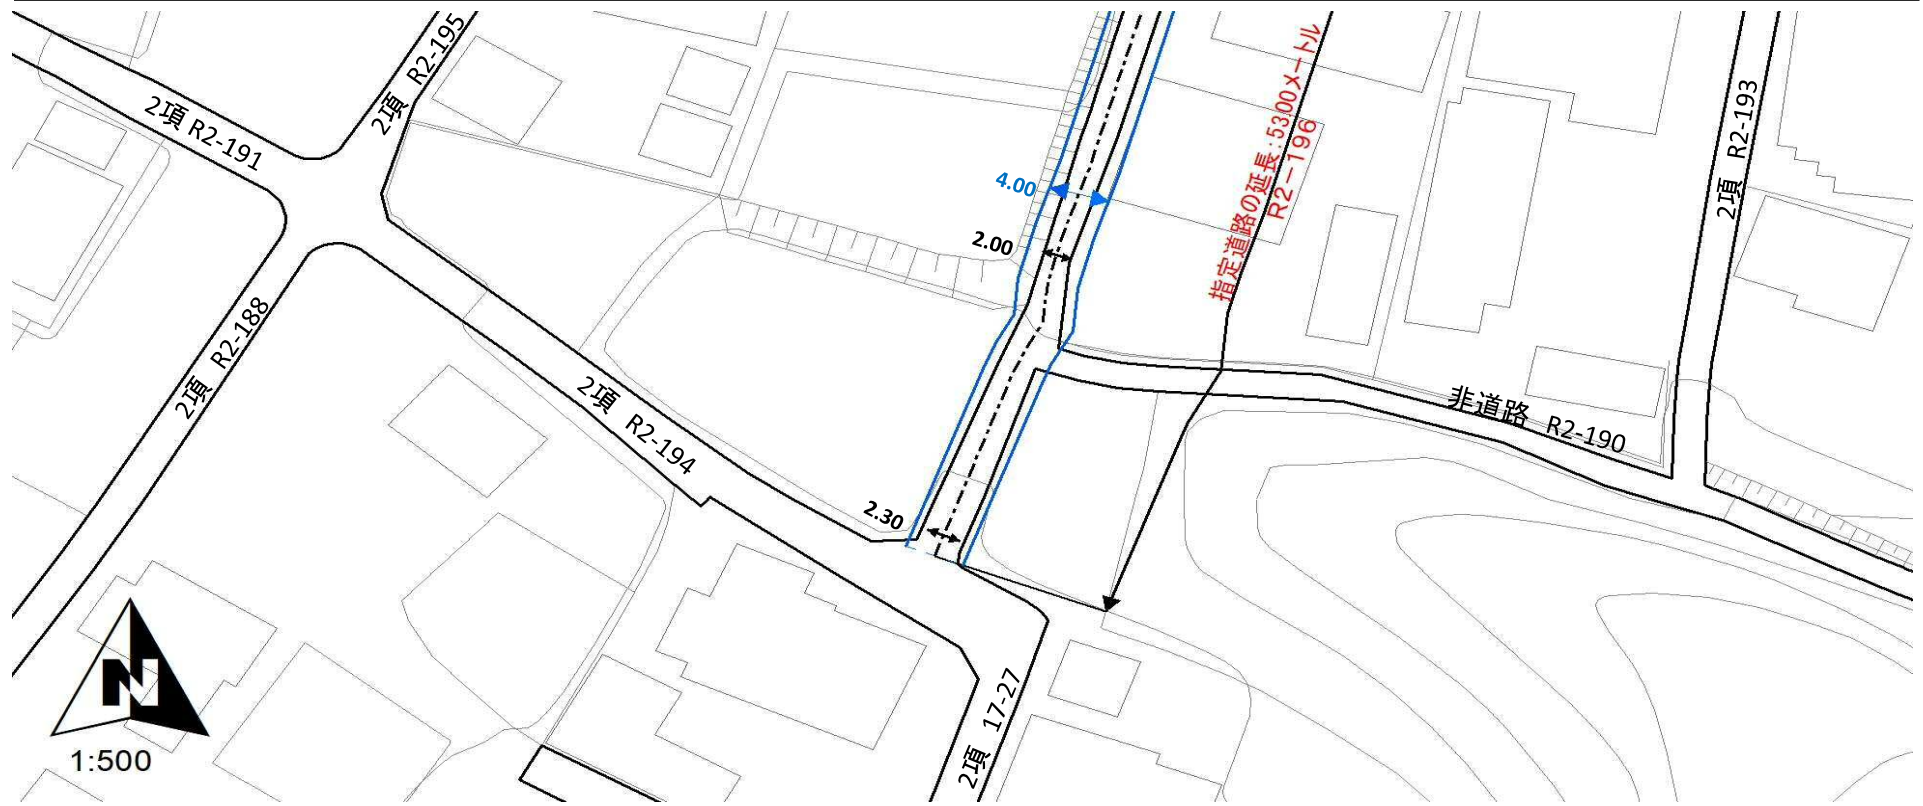 2項 R2-195
2項 R2-191
指定道路の延長:5300メートル
R2-196
2項 R2-193
4.00
2.00
2項 R2-188
2項 R2-194
非道路 R2-190
2.30
2項 17-27
N
1:500